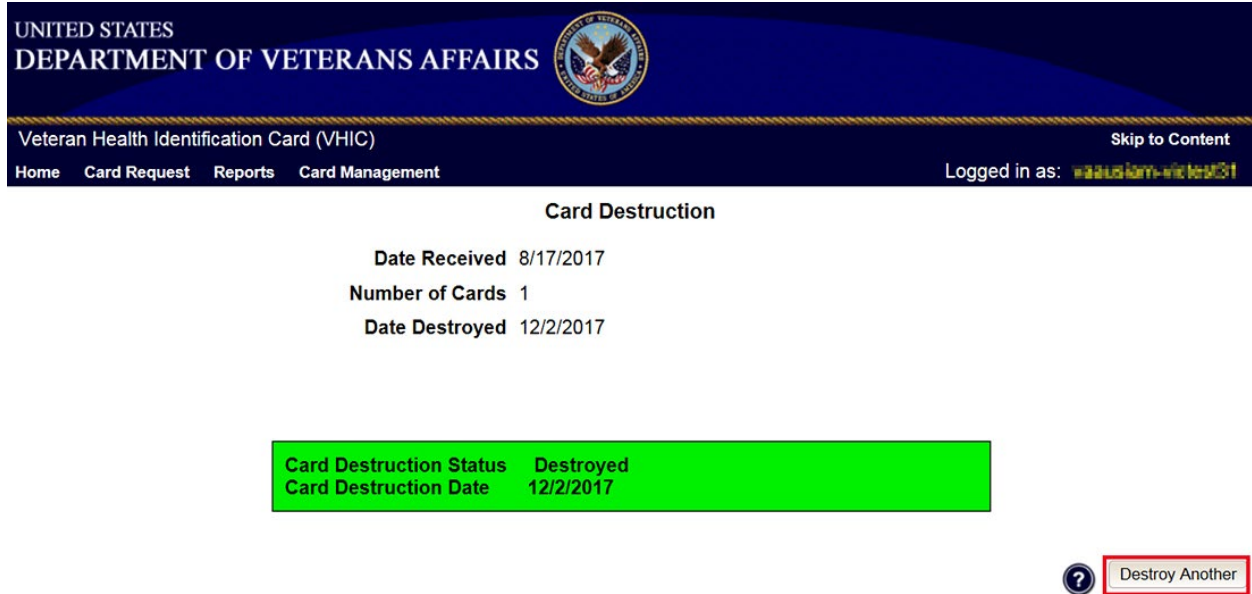 UNITED STATES
DEPARTMENT OF VETERANS AFFAIRS
Veteran Health Identification Card (VHIC)
Skip to Content
Home Card Request Reports Card Management
Logged in as:
Card Destruction
Date Received 8/17/2017
Number of Cards 1
Date Destroyed 12/2/2017
Card Destruction Status Destroyed
Card Destruction Date 12/2/2017
? Destroy Another